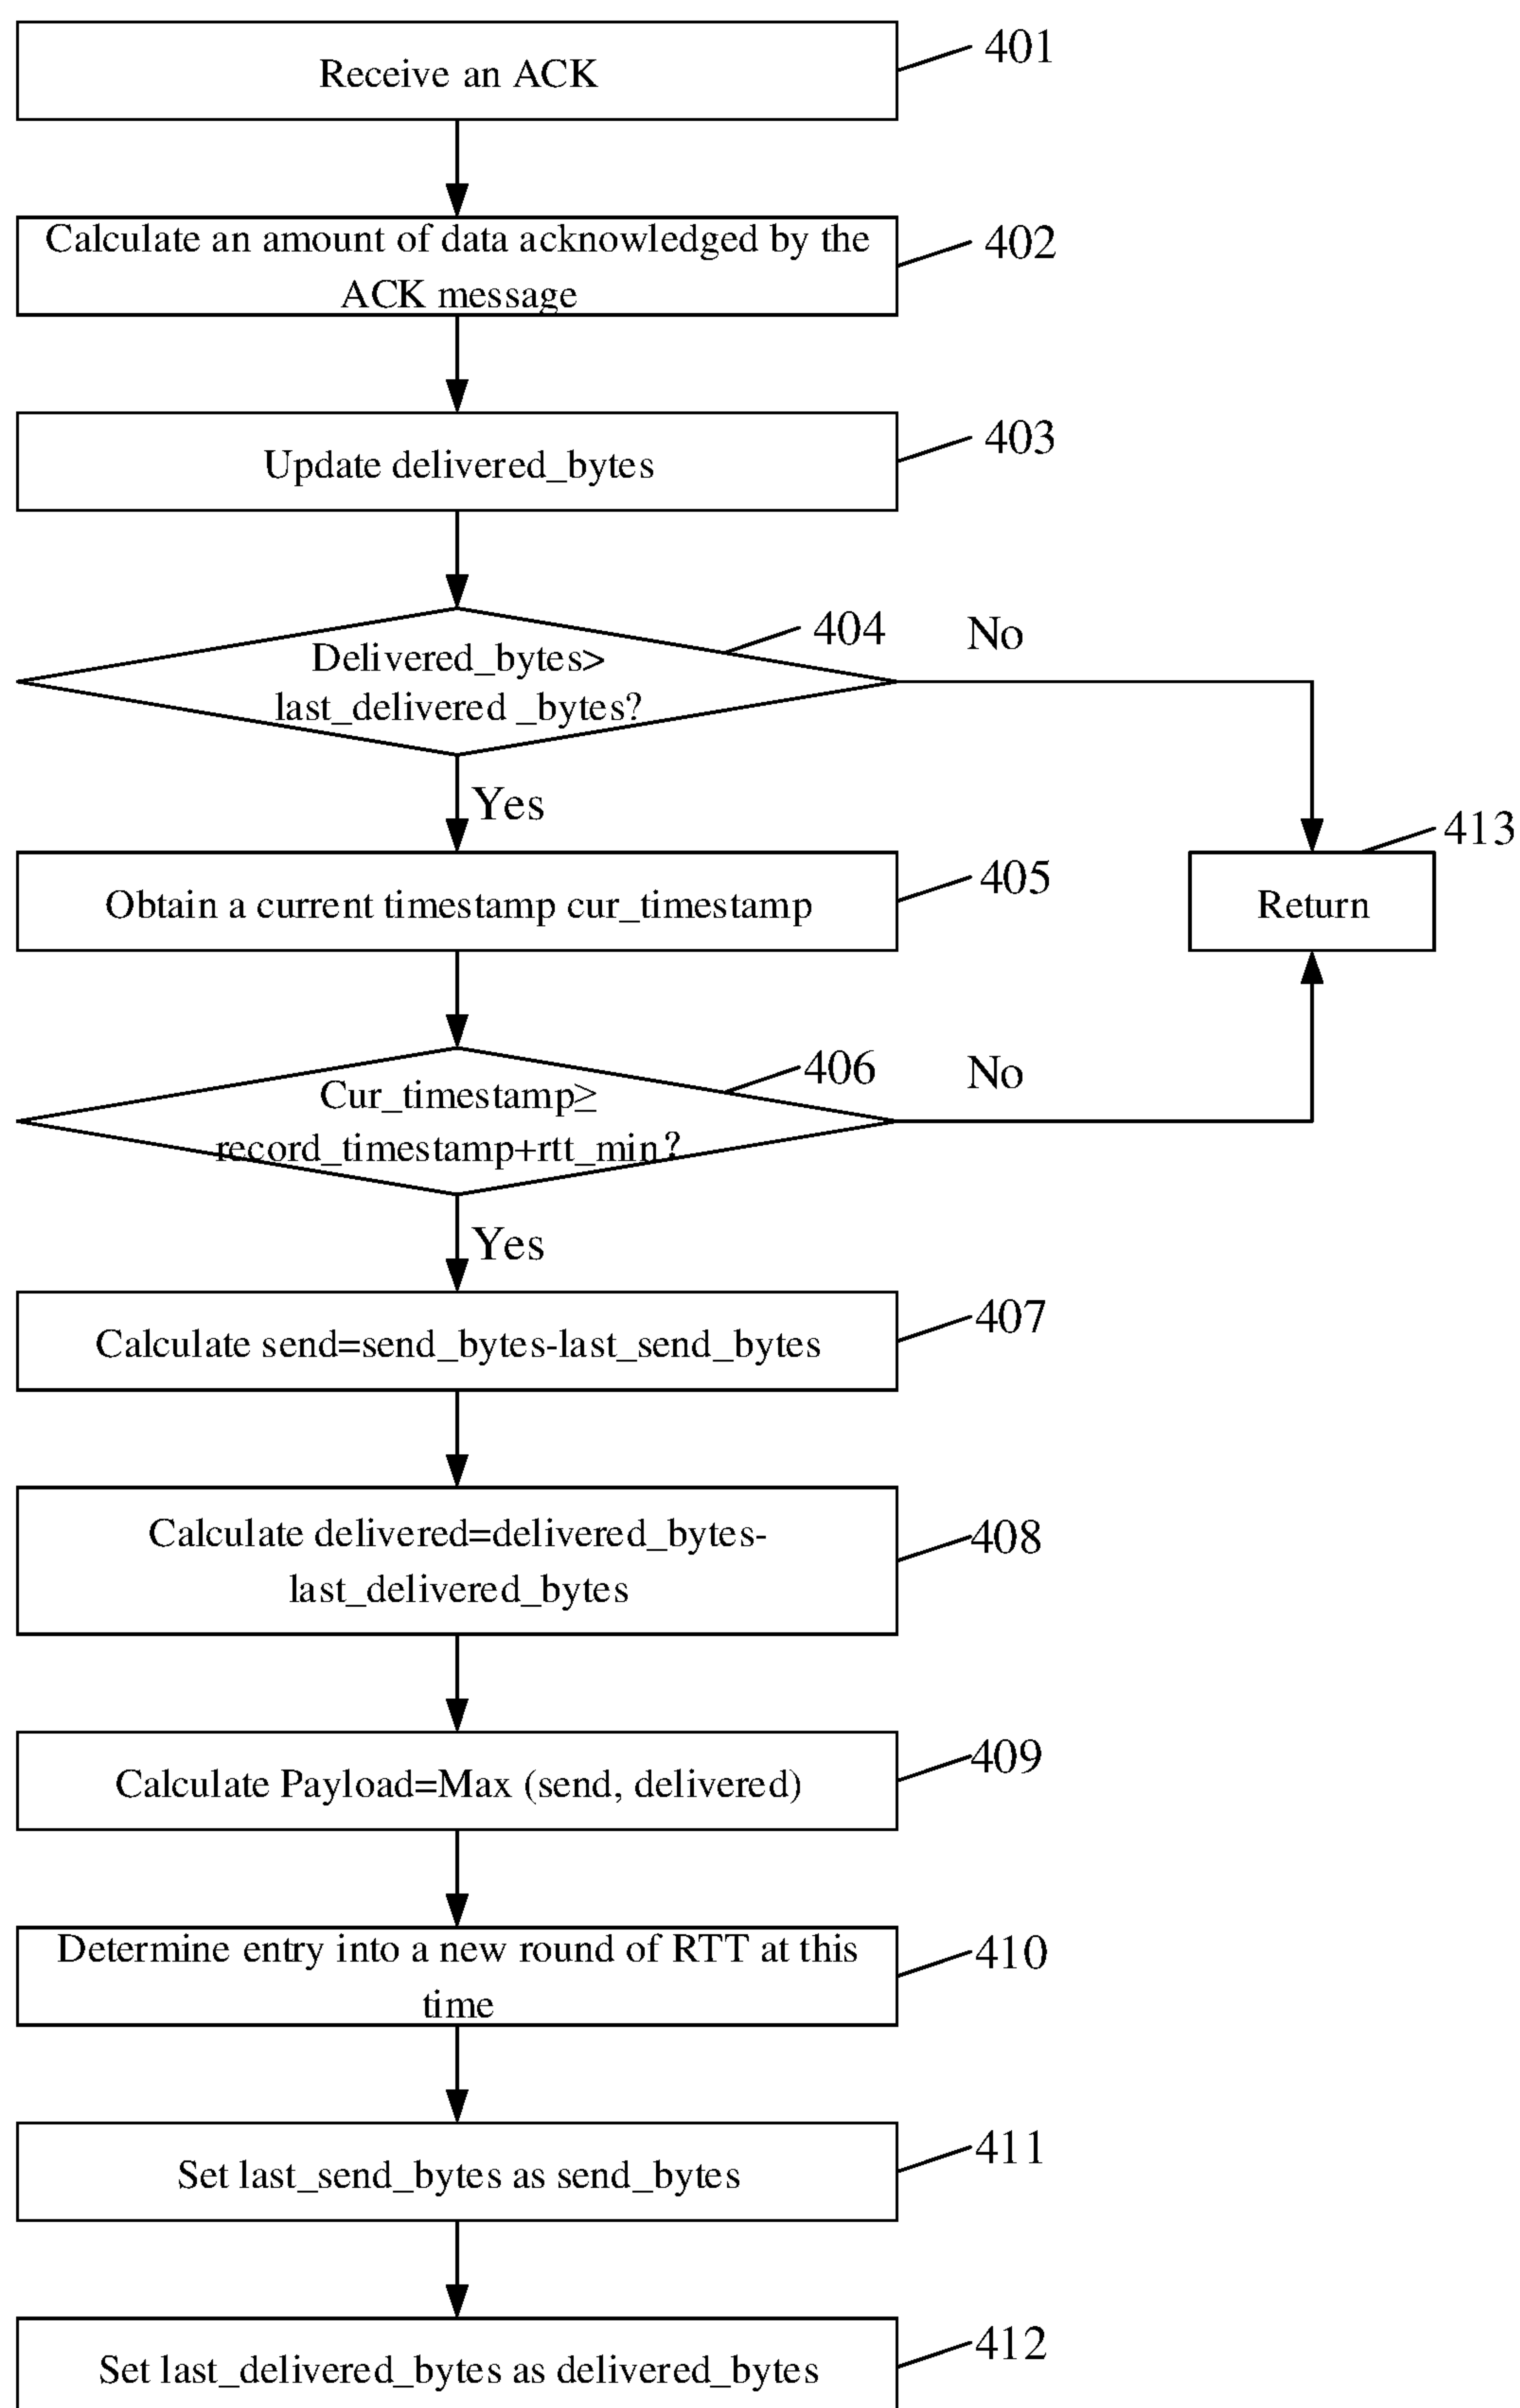 Receive an ACK
401
Calculate an amount of data acknowledged by the
ACK message
402
Update delivered_bytes
403
Delivered_bytes>
last_delivered _bytes?
404
No
Yes
Obtain a current timestamp cur_timestamp
405
Return
413
Cur_timestamp≥
record_timestamp+rtt_min?
406
No
Yes
Calculate send=send_bytes-last_send_bytes
407
Calculate delivered=delivered_bytes-
last_delivered_bytes
408
Calculate Payload=Max (send, delivered)
409
Determine entry into a new round of RTT at this
time
410
Set last_send_bytes as send_bytes
411
Set last_delivered_bytes as delivered_bytes
412